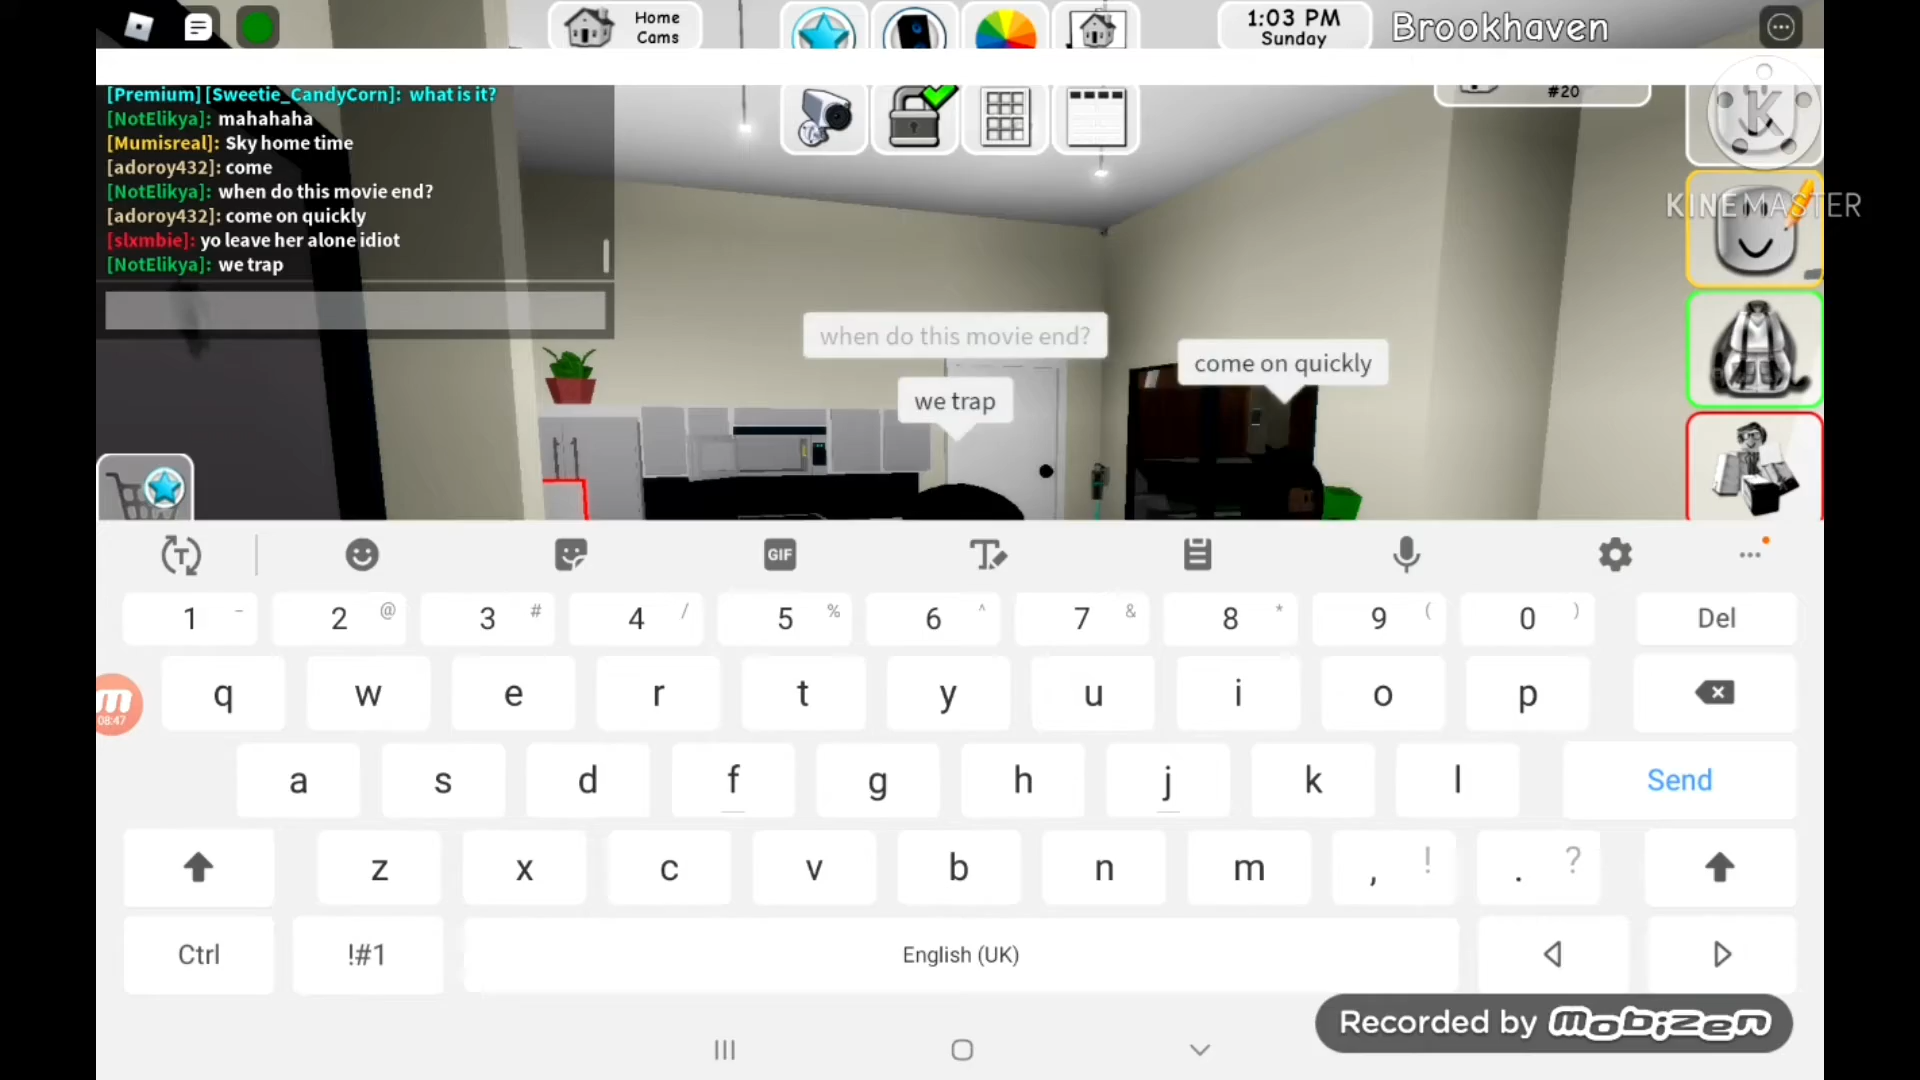 Home
Cams
1:03 PM
Sunday
Brookhaven
#20
K
KINEMASTER
[Premium] [Sweetie_CandyCorn]: what is it?
[NotElikya]: mahahaha
[Mumisreal]: Sky home time
[adoroy432]: come
[NotElikya]: when do this movie end?
[adoroy432]: come on quickly
[slxmbie]: yo leave her alone idiot
[NotElikya]: we trap
when do this movie end?
come on quickly
we trap
T
GIF
T
1 - 2 @ 3 # 4 / 5 % 6 ^ 7 & 8 * 9 ( 0 ) Del
q w e r t y u i o p
m
08:47
a s d f g h j k l Send
z x c v b n m , ! . ?
Ctrl !#1 English (UK)
Recorded by mobizen